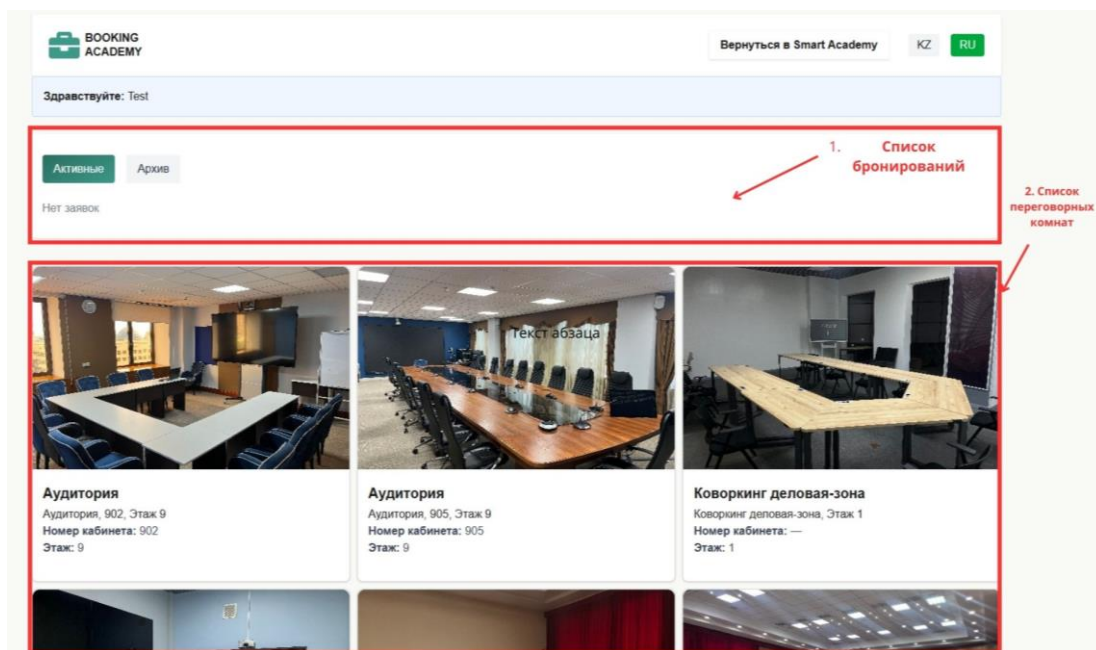 BOOKING
ACADEMY
Вернуться в Smart Academy
KZ
RU
Здравствуйте: Test
Активные
Архив
1. Список
бронирований
Нет заявок
2. Список
переговорных
комнат
Текст абзаца
Аудитория
Аудитория, 902, Этаж 9
Номер кабинета: 902
Этаж: 9
Аудитория
Аудитория, 905, Этаж 9
Номер кабинета: 905
Этаж: 9
Коворкинг деловая-зона
Коворкинг деловая-зона, Этаж 1
Номер кабинета: —
Этаж: 1